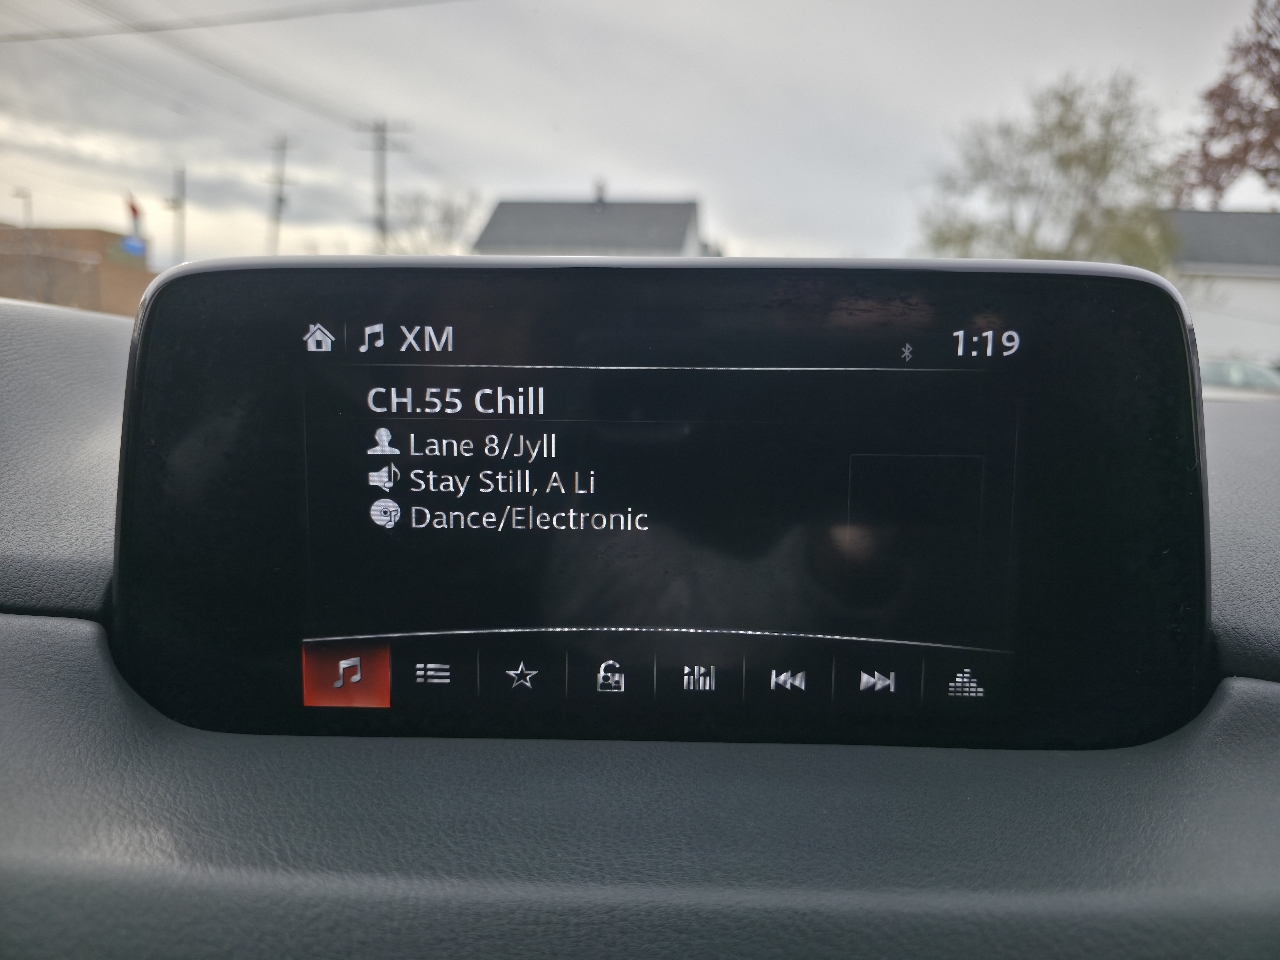 XM
1:19
CH.55 Chill
Lane 8/Jyll
Stay Still, A Li
Dance/Electronic